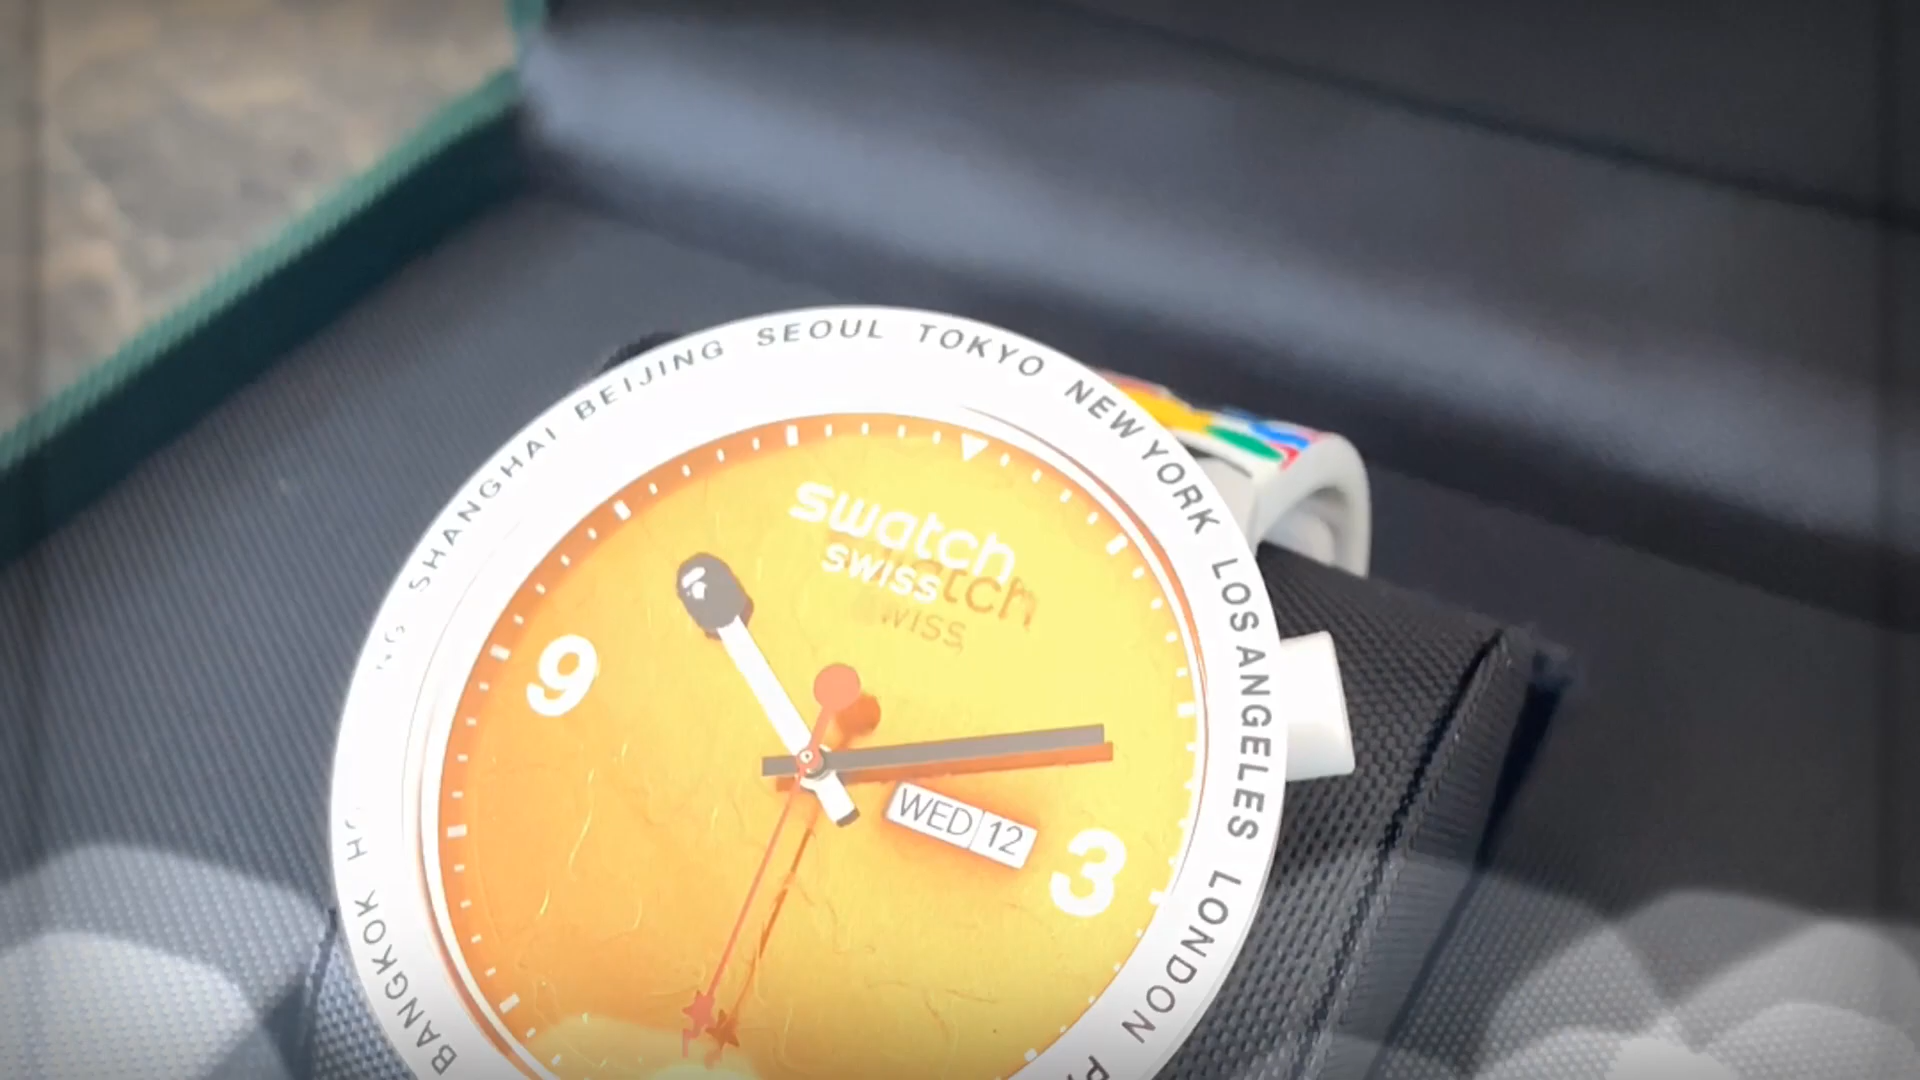 BANGKOK
SHANGHAI
BEIJING
SEOUL
TOKYO
NEW YORK
LOS ANGELES
LONDON
swatch
SWISS
9
WED 12
3